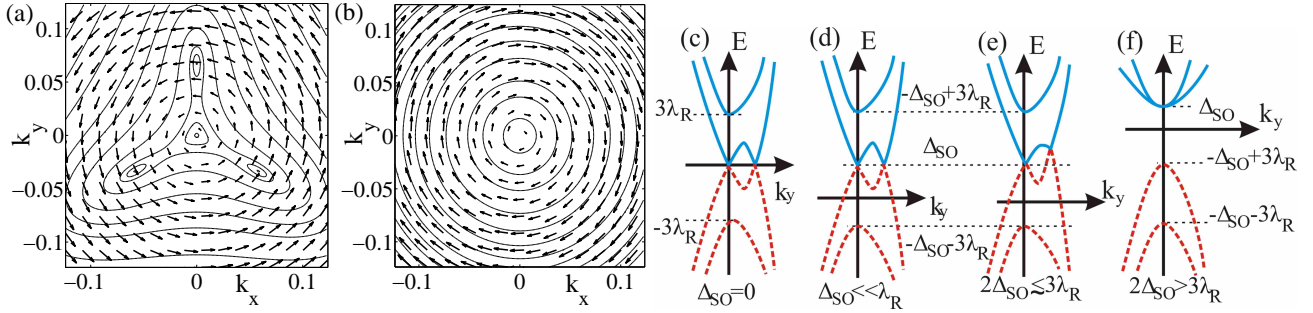 (a)
k_y
0.1
0.05
0
−0.05
−0.1
−0.1
0
0.1
k_x
(b)
k_y
0.1
0.05
0
−0.05
−0.1
−0.1
0
0.1
k_x
(c)
E
3λ_R
k_y
-3λ_R
Δ_SO=0
(d)
E
-Δ_SO+3λ_R
Δ_SO
k_y
-Δ_SO-3λ_R
Δ_SO<<λ_R
(e)
E
k_y
2Δ_SO≲3λ_R
(f)
E
Δ_SO
k_y
-Δ_SO+3λ_R
-Δ_SO-3λ_R
2Δ_SO>3λ_R